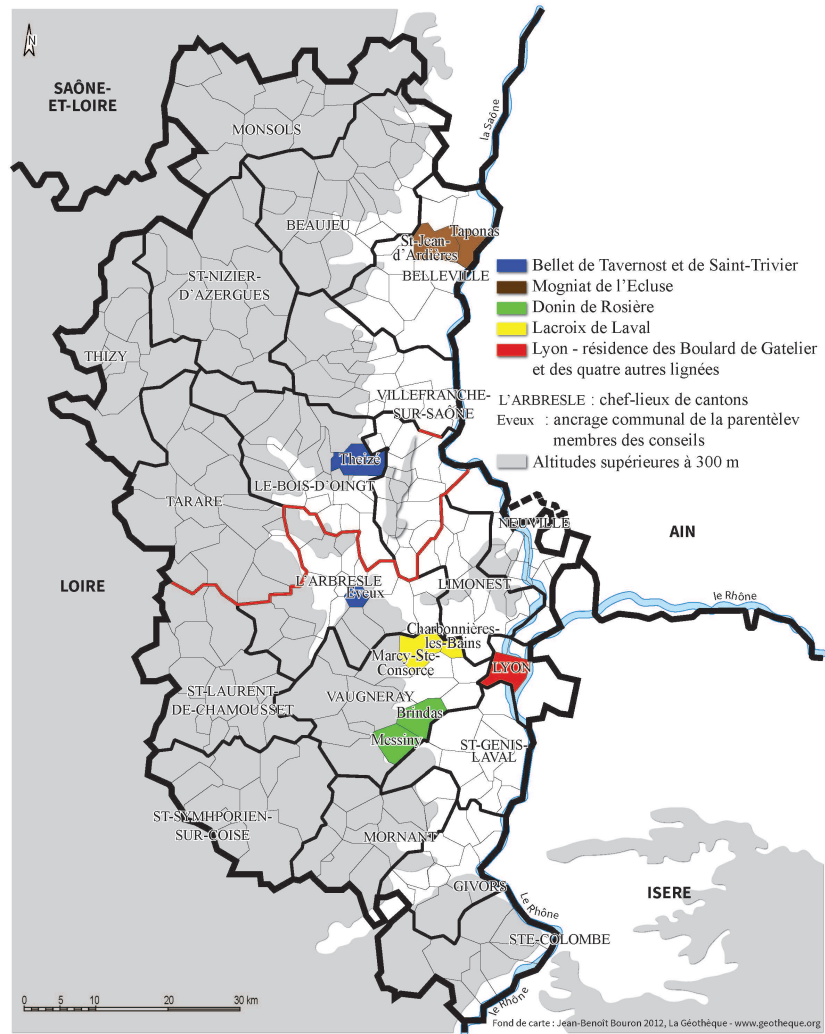 N
SAÔNE-
ET-LOIRE
MONSOLS
la Saône
BEAUJEU
Taponas
St-Jean-
d'Ardières
BELLEVILLE
ST-NIZIER-
D'AZERGUES
THIZY
Bellet de Tavernost et de Saint-Trivier
Mogniat de l'Ecluse
Donin de Rosière
Lacroix de Laval
Lyon - résidence des Boulard de Gatelier
et des quatre autres lignées
L'ARBRESLE : chef-lieux de cantons
Eveux : ancrage communal de la parentèlev
membres des conseils
Altitudes supérieures à 300 m
VILLEFRANCHE-
SUR-SAÔNE
Theizé
LE-BOIS-D'OINGT
TARARE
NEUVILLE
AIN
LOIRE
L'ARBRESLE
Eveux
LIMONEST
le Rhône
Charbonnières-
les-Bains
Marcy-Ste-
Consorce
LYON
ST-LAURENT-
DE-CHAMOUSSET
VAUGNERAY
Brindas
Messiny
ST-GENIS-
LAVAL
ST-SYMHPORIEN-
SUR-COISE
MORNANT
GIVORS
Le Rhône
ISERE
STE-COLOMBE
le Rhône
0 5 10 20 30 km
Fond de carte : Jean-Benoît Bouron 2012, La Géothèque - www.geotheque.org